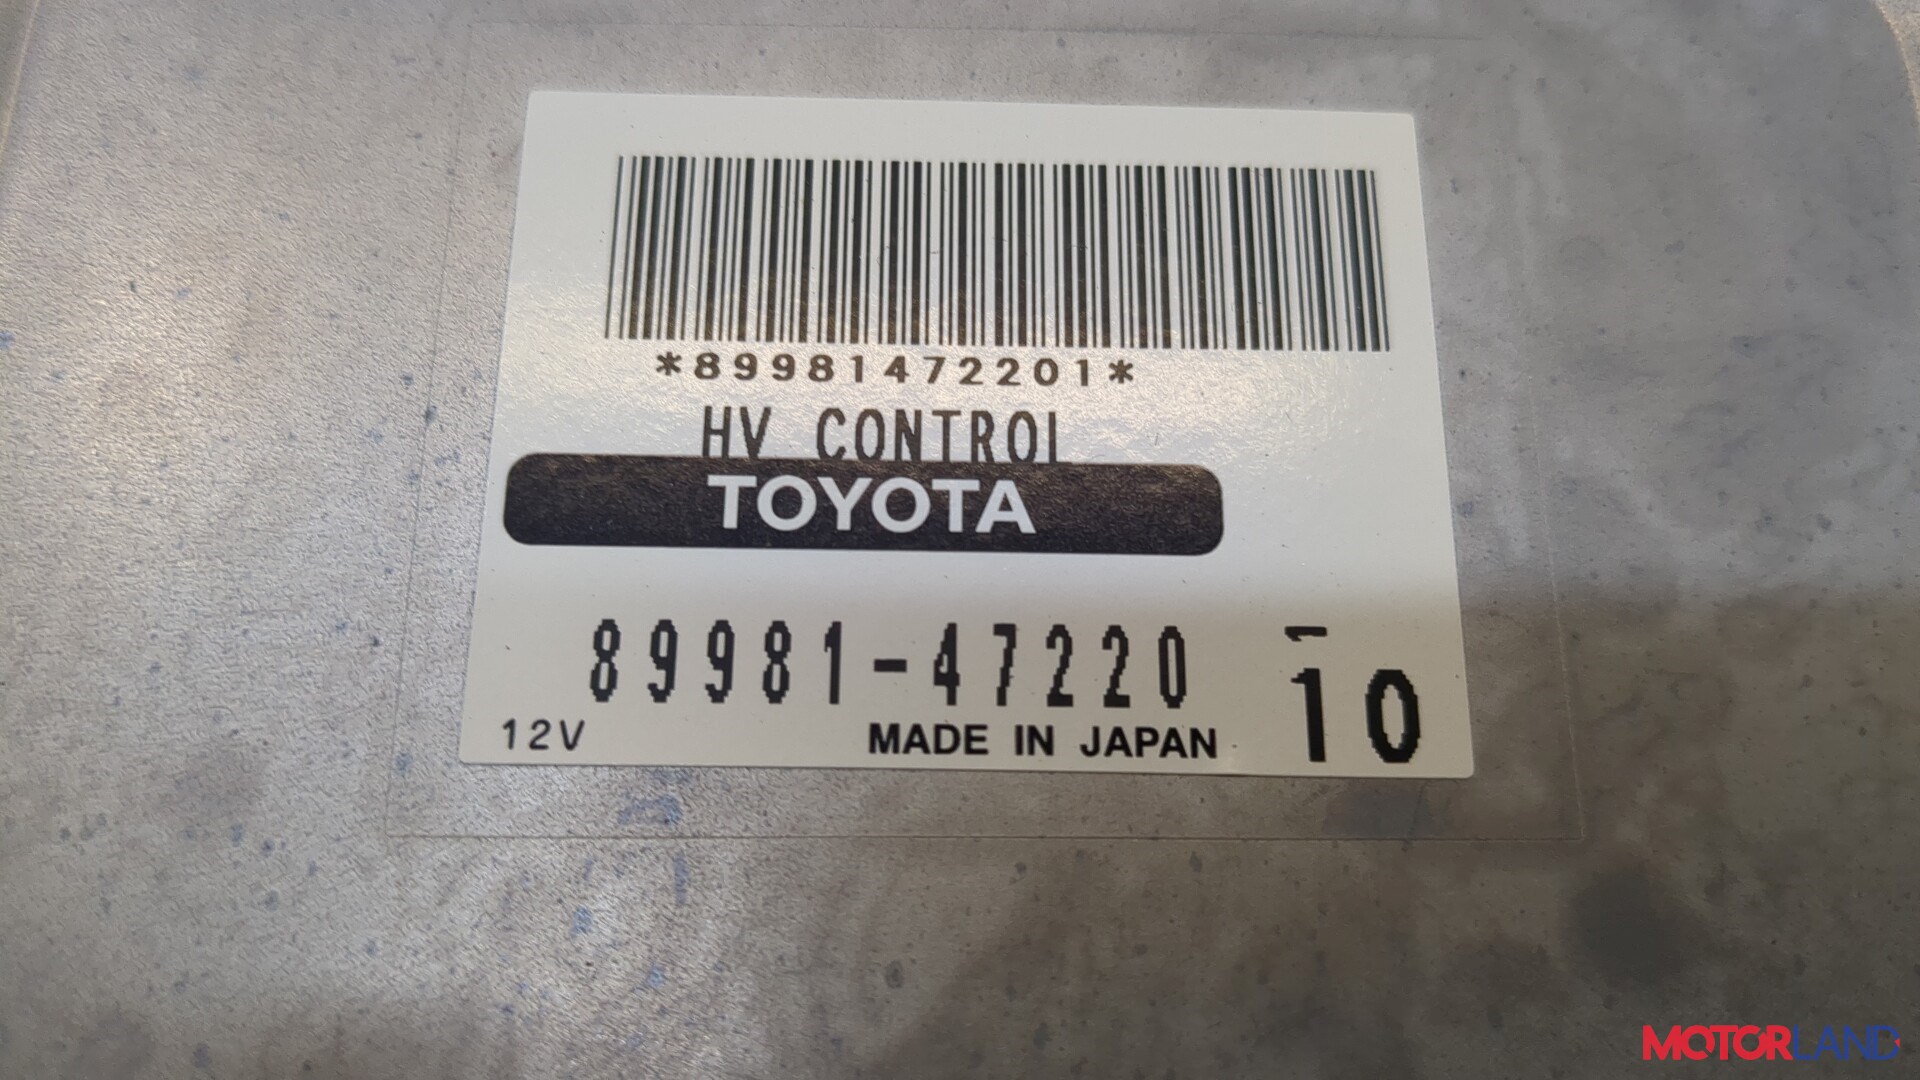 *89981472201*
HV CONTROL
TOYOTA
89981-47220
10
12V
MADE IN JAPAN
MOTORLAND